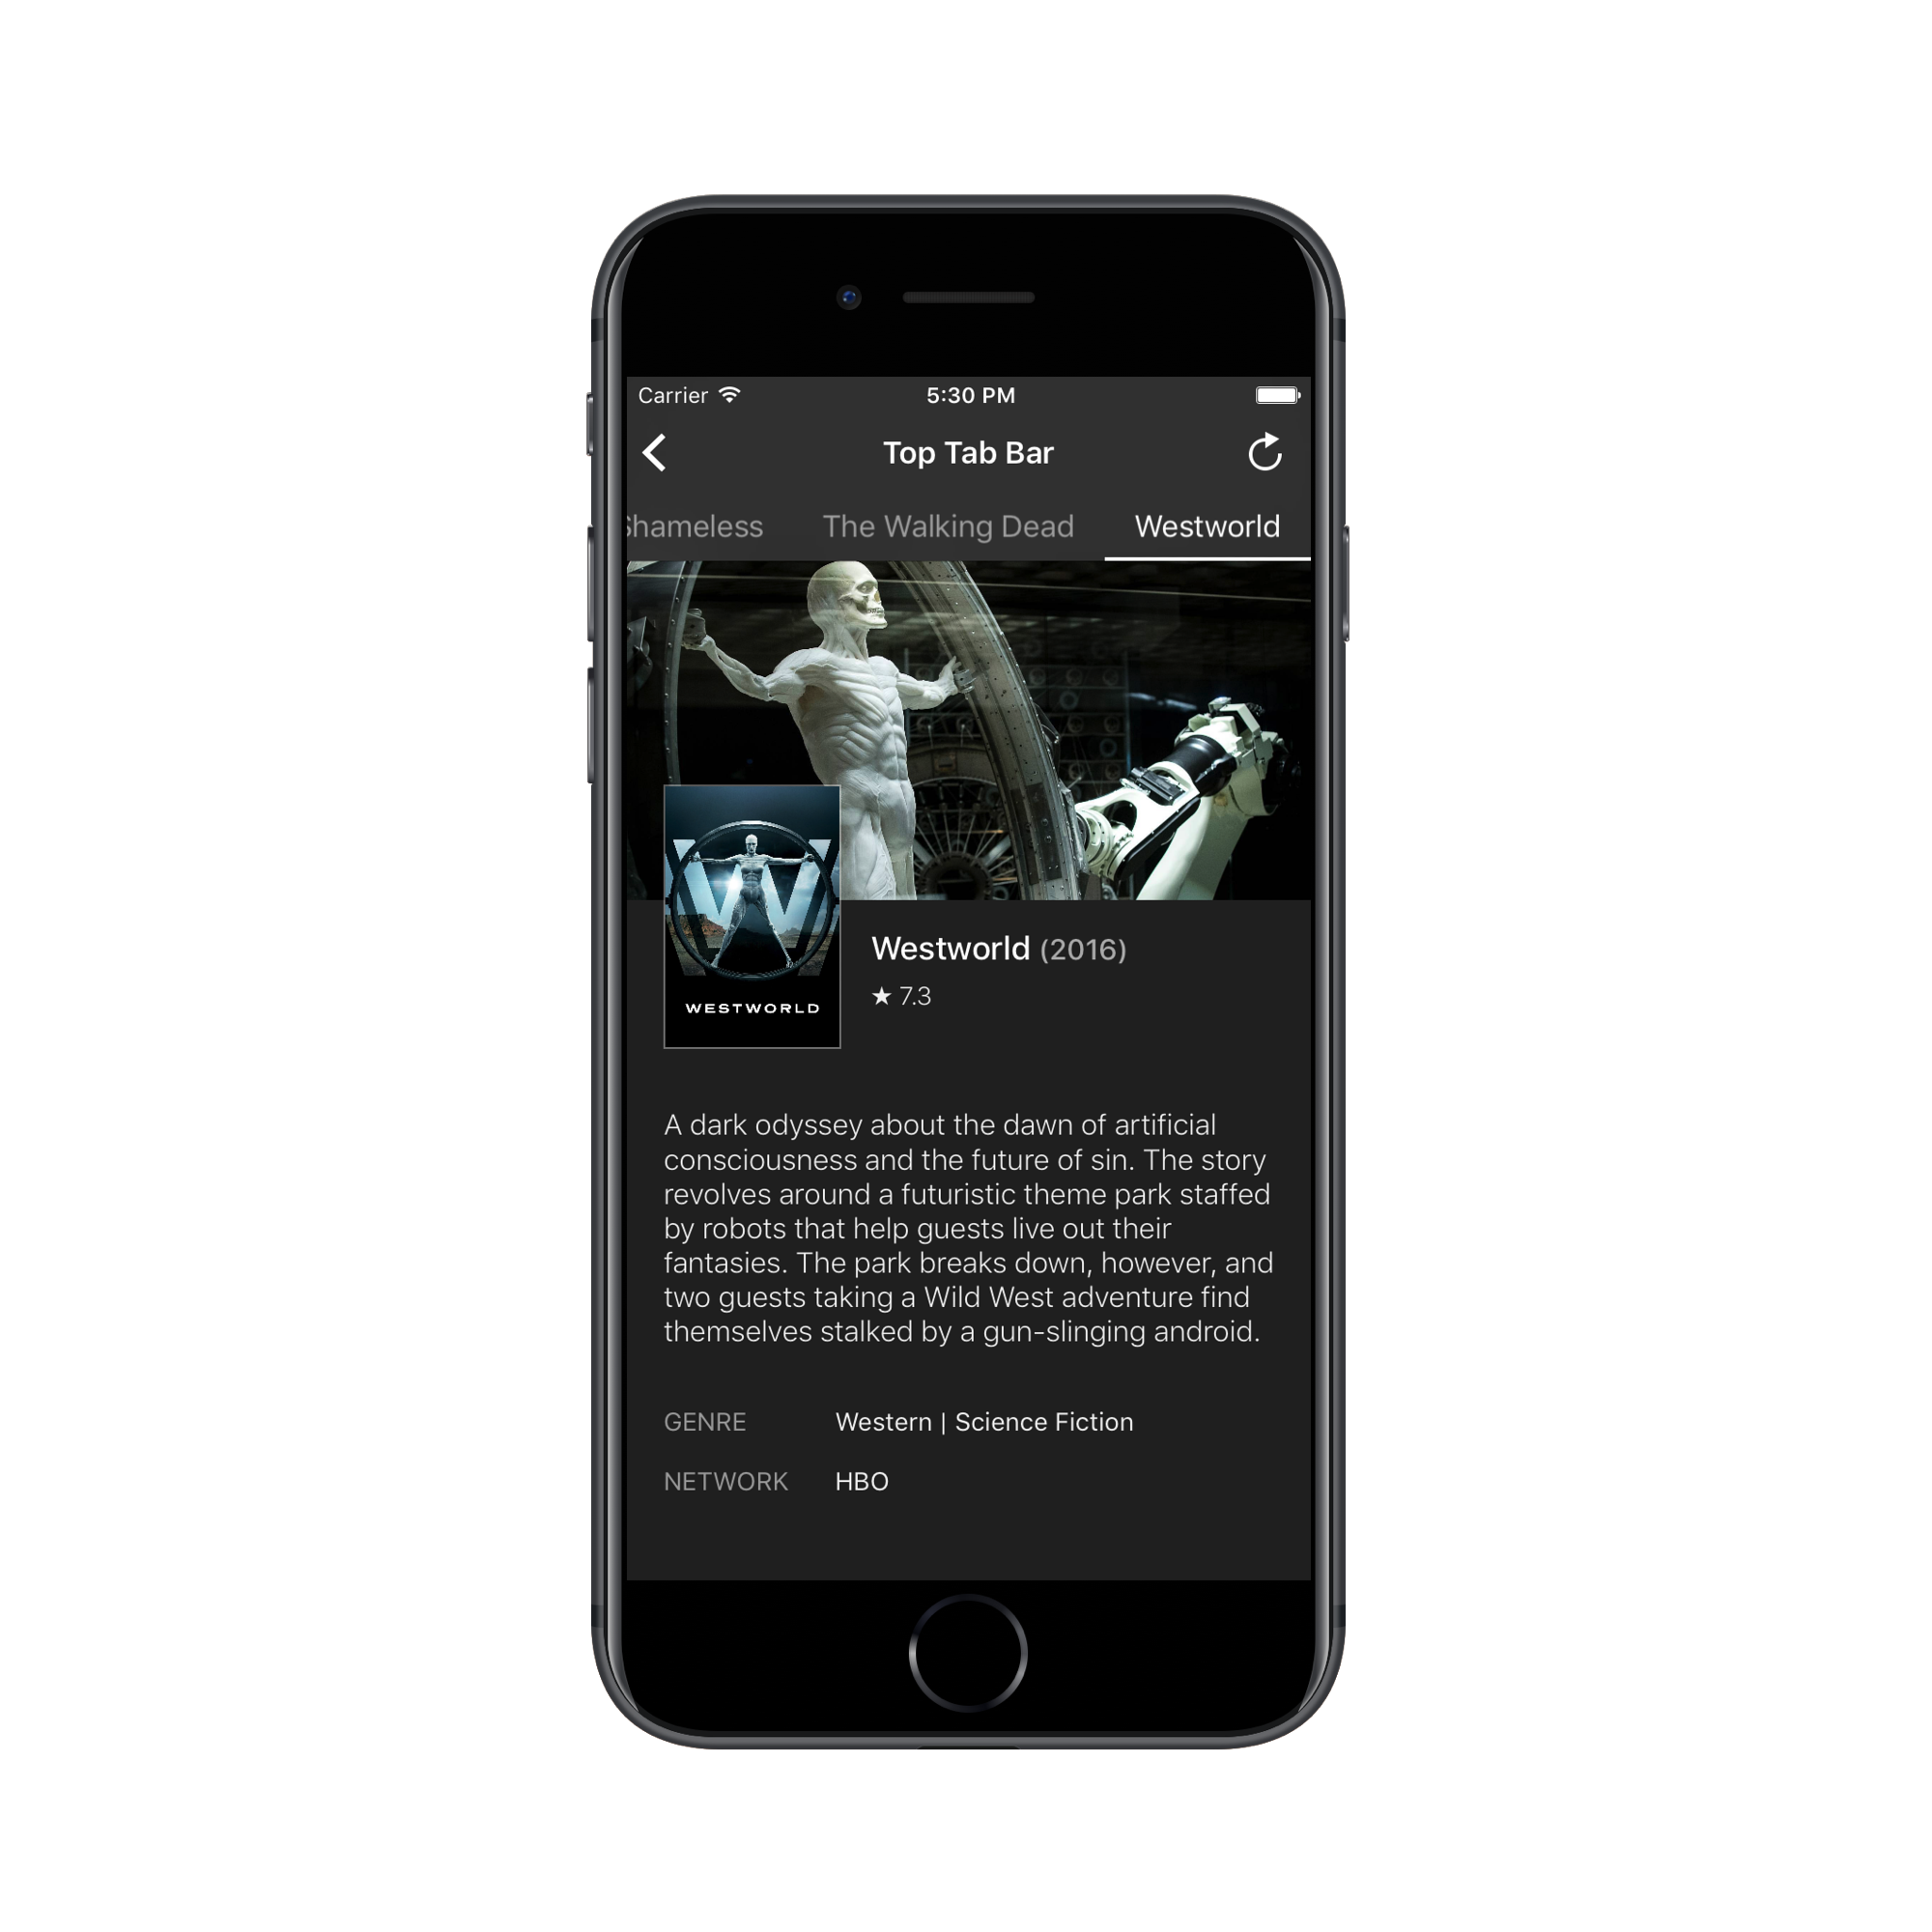 Carrier 5:30 PM
Top Tab Bar
Shameless The Walking Dead Westworld
WESTWORLD
Westworld (2016)
★ 7.3
A dark odyssey about the dawn of artificial
consciousness and the future of sin. The story
revolves around a futuristic theme park staffed
by robots that help guests live out their
fantasies. The park breaks down, however, and
two guests taking a Wild West adventure find
themselves stalked by a gun-slinging android.
GENRE Western | Science Fiction
NETWORK HBO